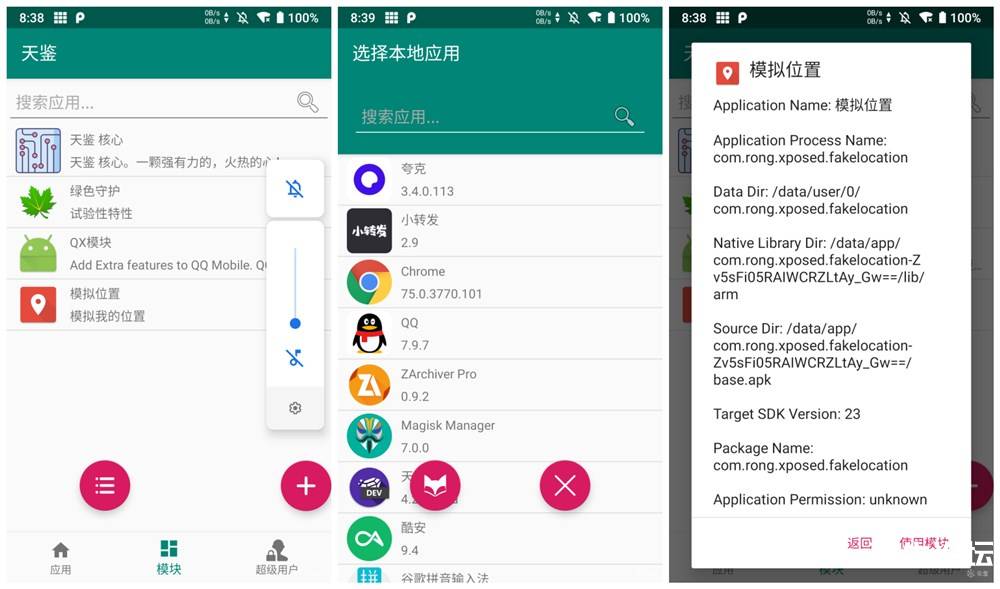 8:38 0B/s 0B/s 100%
天鉴
搜索应用...
天鉴 核心
天鉴 核心。一颗强有力的，火热的心！
绿色守护
试验性特性
QX模块
Add Extra features to QQ Mobile. QQ
模拟位置
模拟我的位置
应用
模块
超级用户
8:39 0B/s 0B/s 100%
选择本地应用
搜索应用...
夸克
3.4.0.113
小转发
小转发
2.9
Chrome
75.0.3770.101
QQ
7.9.7
ZArchiver Pro
0.9.2
Magisk Manager
7.0.0
DEV
天
4.2
酷安
9.4
拼
谷歌拼音输入法
8:38 0B/s 0B/s 100%
模拟位置
Application Name: 模拟位置
Application Process Name:
com.rong.xposed.fakelocation
Data Dir: /data/user/0/
com.rong.xposed.fakelocation
Native Library Dir: /data/app/
com.rong.xposed.fakelocation-Z
v5sFi05RAIWCRZLtAy_Gw==/lib/
arm
Source Dir: /data/app/
com.rong.xposed.fakelocation-
Zv5sFi05RAIWCRZLtAy_Gw==/
base.apk
Target SDK Version: 23
Package Name:
com.rong.xposed.fakelocation
Application Permission: unknown
返回
使用模块
应用
模块
超级用户
坛